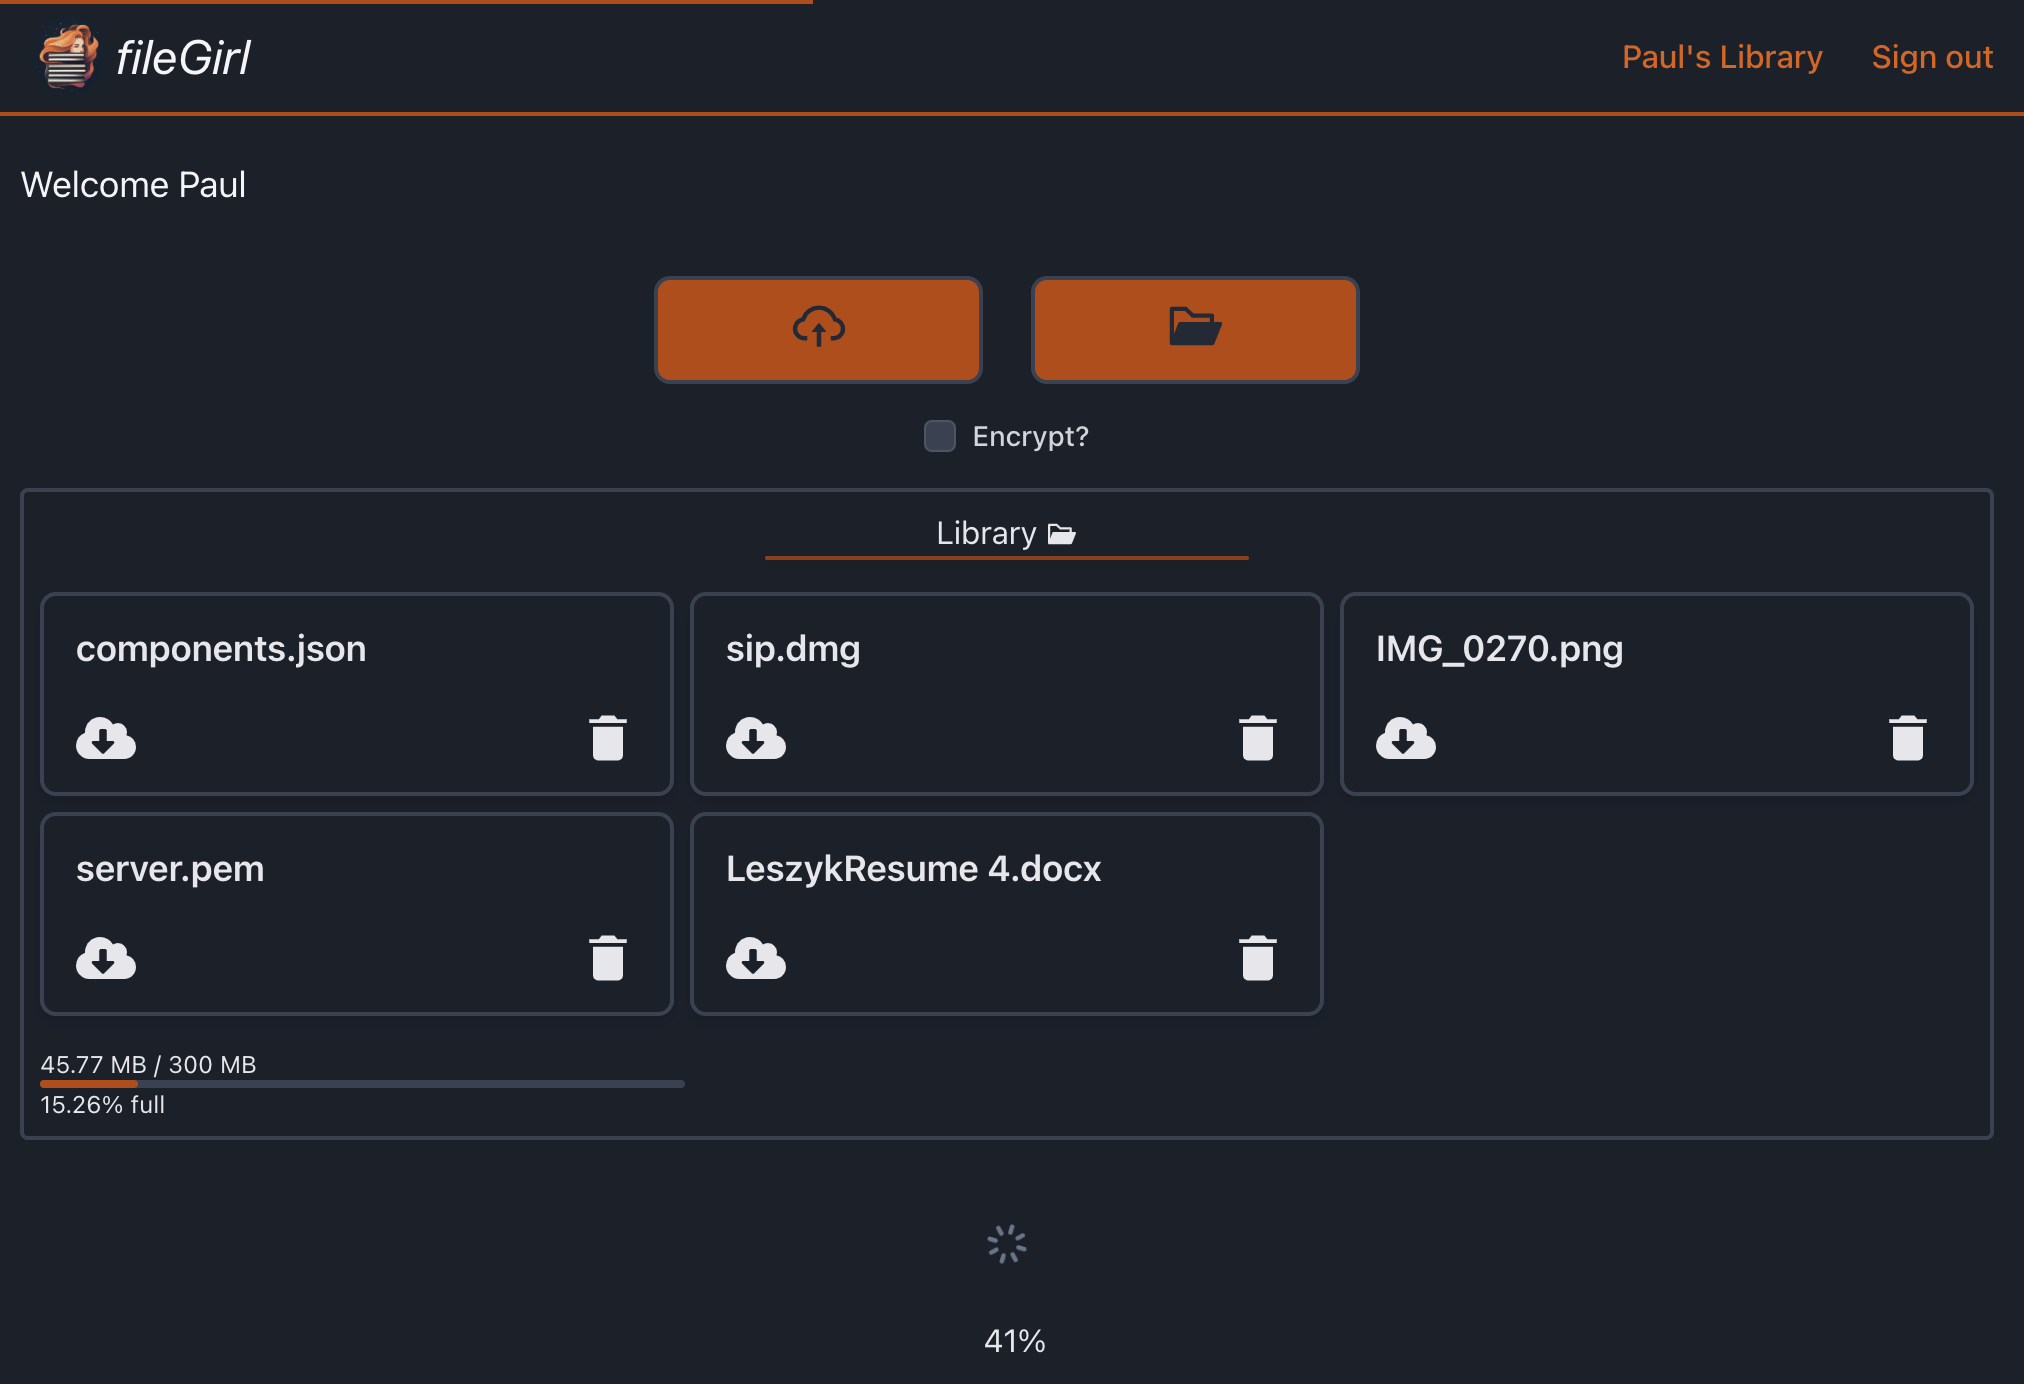 fileGirl
Paul's Library
Sign out
Welcome Paul
Encrypt?
Library
components.json
sip.dmg
IMG_0270.png
server.pem
LeszykResume 4.docx
45.77 MB / 300 MB
15.26% full
41%